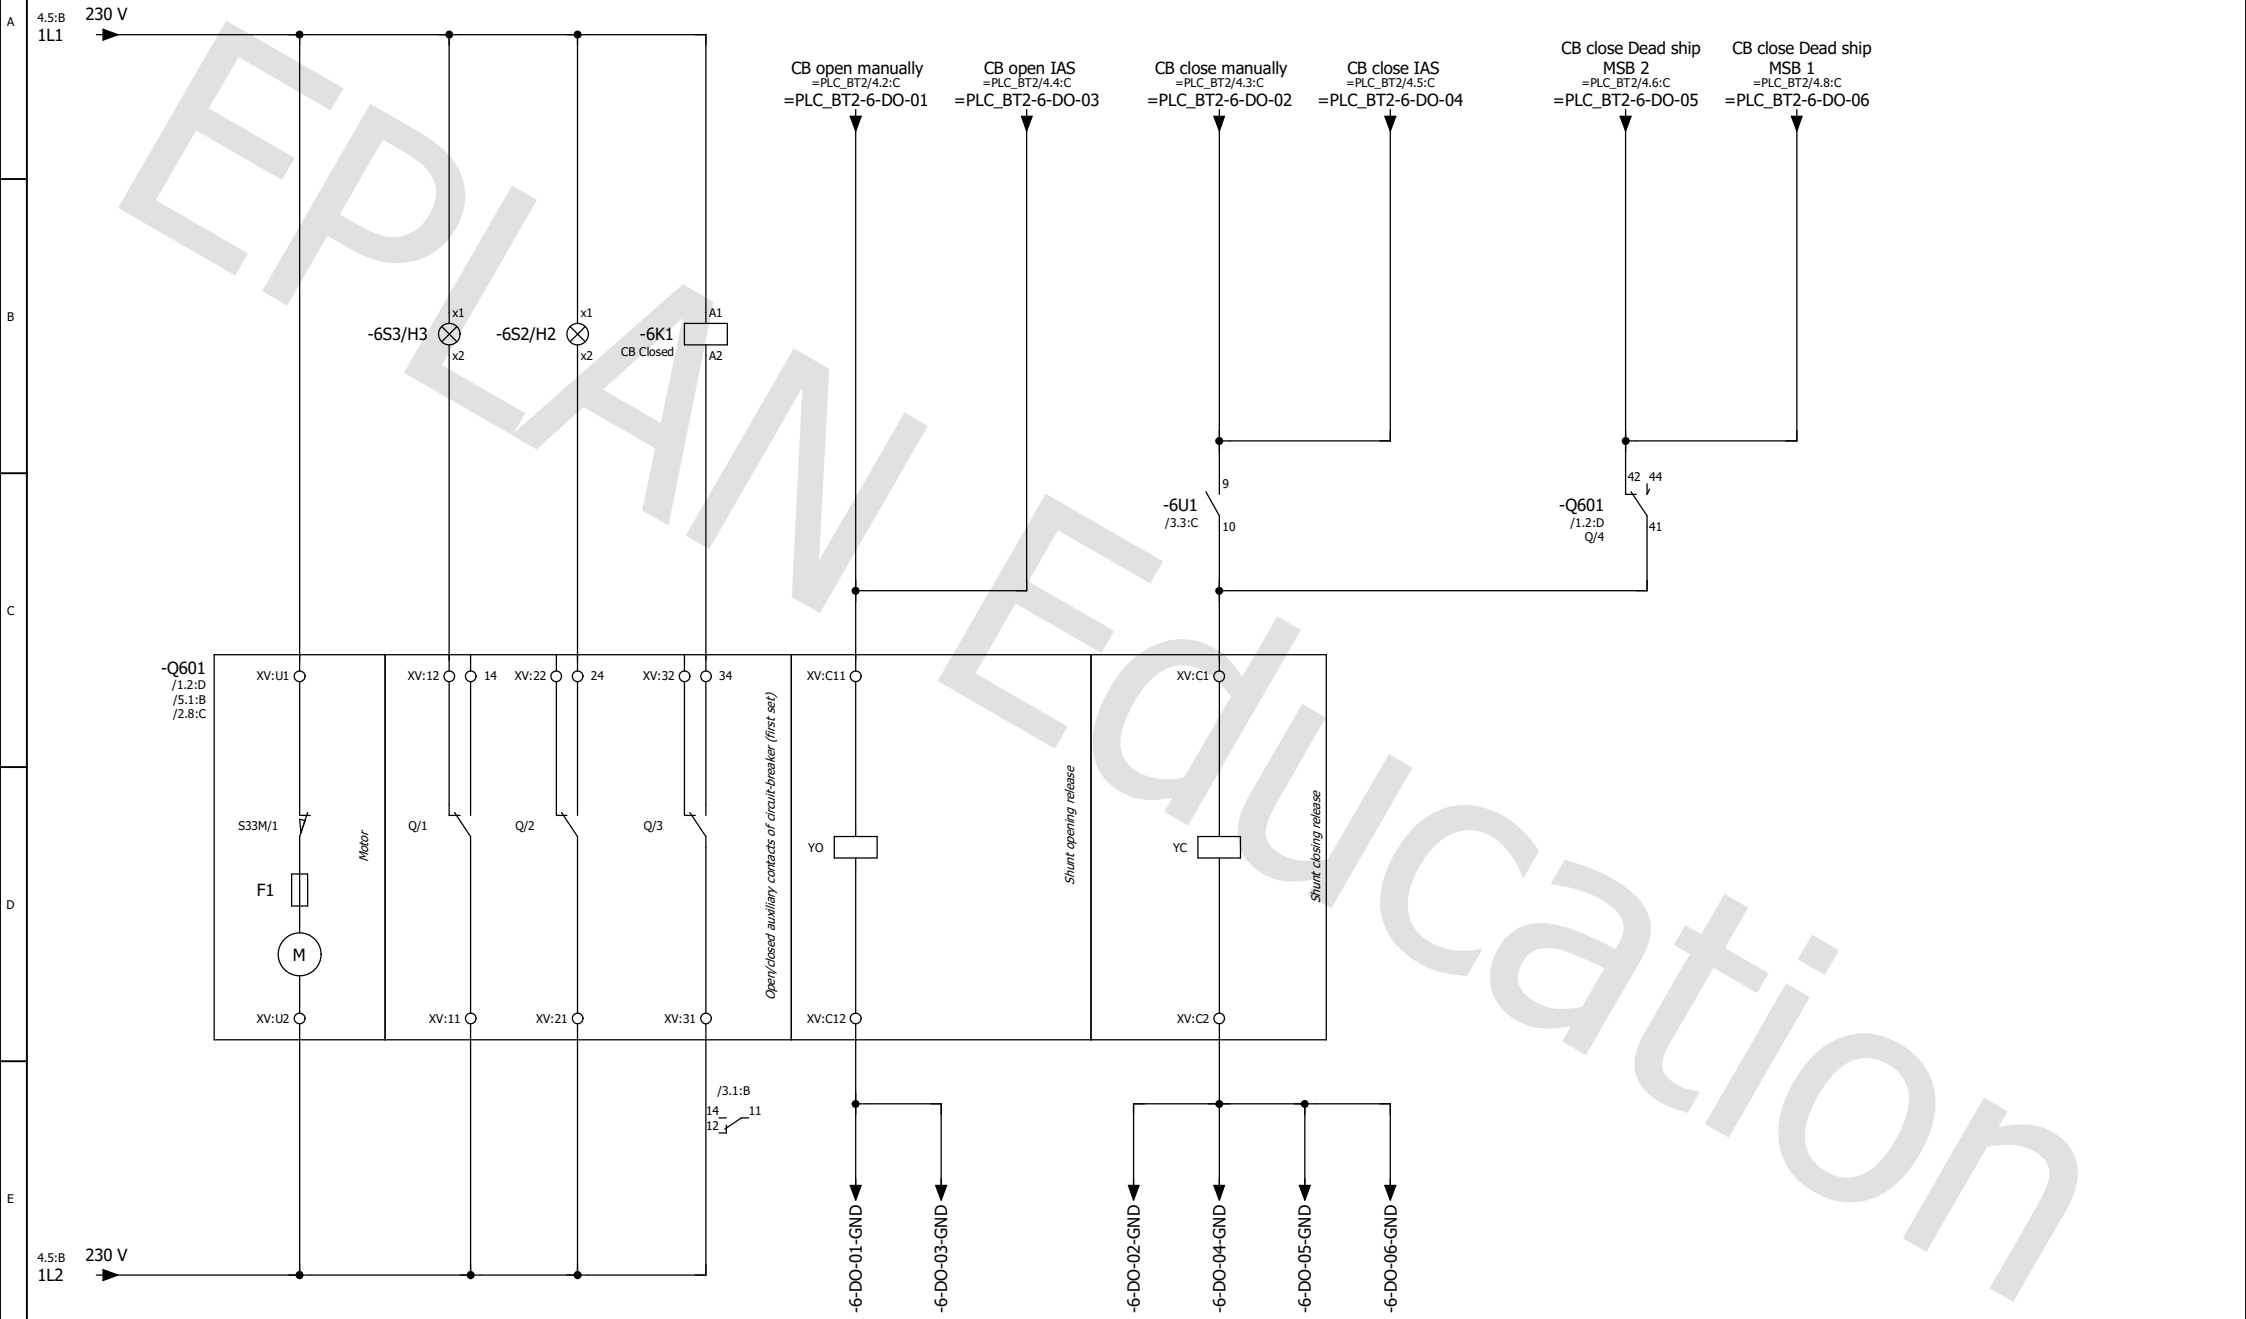 A
4.5:B
230 V
1L1
CB open manually
=PLC_BT2/4.2:C
=PLC_BT2-6-DO-01
CB open IAS
=PLC_BT2/4.4:C
=PLC_BT2-6-DO-03
CB close manually
=PLC_BT2/4.3:C
=PLC_BT2-6-DO-02
CB close IAS
=PLC_BT2/4.5:C
=PLC_BT2-6-DO-04
CB close Dead ship
MSB 2
=PLC_BT2/4.6:C
=PLC_BT2-6-DO-05
CB close Dead ship
MSB 1
=PLC_BT2/4.8:C
=PLC_BT2-6-DO-06
EPLAN Education
B
-6S3/H3
x1
x2
-6S2/H2
x1
x2
-6K1
CB Closed
A1
A2
-6U1
/3.3:C
9
10
-Q601
/1.2:D
Q/4
42
44
41
C
-Q601
/1.2:D
/5.1:B
/2.8:C
XV:U1
XV:12
14
XV:22
24
XV:32
34
XV:C11
XV:C1
D
S33M/1
F1
M
Motor
Q/1
Q/2
Q/3
Open/closed auxiliary contacts of circuit-breaker (first set)
YO
Shunt opening release
YC
Shunt closing release
XV:U2
XV:11
XV:21
XV:31
XV:C12
XV:C2
/3.1:B
14
11
12
E
-6-DO-01-GND
-6-DO-03-GND
-6-DO-02-GND
-6-DO-04-GND
-6-DO-05-GND
-6-DO-06-GND
4.5:B
230 V
1L2